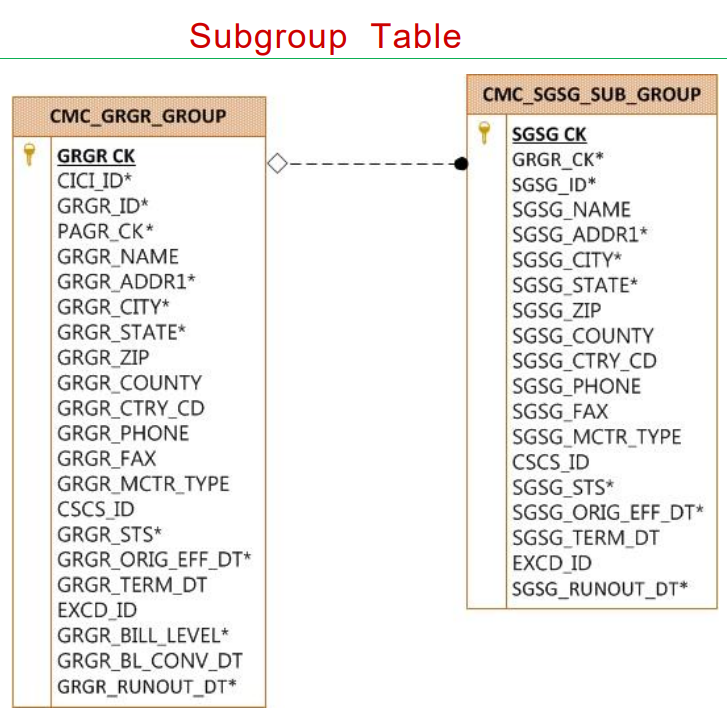 Subgroup Table
CMC_GRGR_GROUP
GRGR CK
CICI_ID*
GRGR_ID*
PAGR_CK*
GRGR_NAME
GRGR_ADDR1*
GRGR_CITY*
GRGR_STATE*
GRGR_ZIP
GRGR_COUNTY
GRGR_CTRY_CD
GRGR_PHONE
GRGR_FAX
GRGR_MCTR_TYPE
CSCS_ID
GRGR_STS*
GRGR_ORIG_EFF_DT*
GRGR_TERM_DT
EXCD_ID
GRGR_BILL_LEVEL*
GRGR_BL_CONV_DT
GRGR_RUNOUT_DT*
CMC_SGSG_SUB_GROUP
SGSG CK
GRGR_CK*
SGSG_ID*
SGSG_NAME
SGSG_ADDR1*
SGSG_CITY*
SGSG_STATE*
SGSG_ZIP
SGSG_COUNTY
SGSG_CTRY_CD
SGSG_PHONE
SGSG_FAX
SGSG_MCTR_TYPE
CSCS_ID
SGSG_STS*
SGSG_ORIG_EFF_DT*
SGSG_TERM_DT
EXCD_ID
SGSG_RUNOUT_DT*